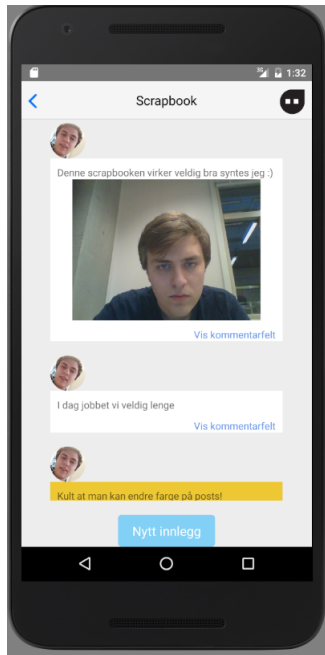 3G 1:32
Scrapbook
Denne scrapbooken virker veldig bra syntes jeg :)
Vis kommentarfelt
I dag jobbet vi veldig lenge
Vis kommentarfelt
Kult at man kan endre farge på posts!
Nytt innlegg